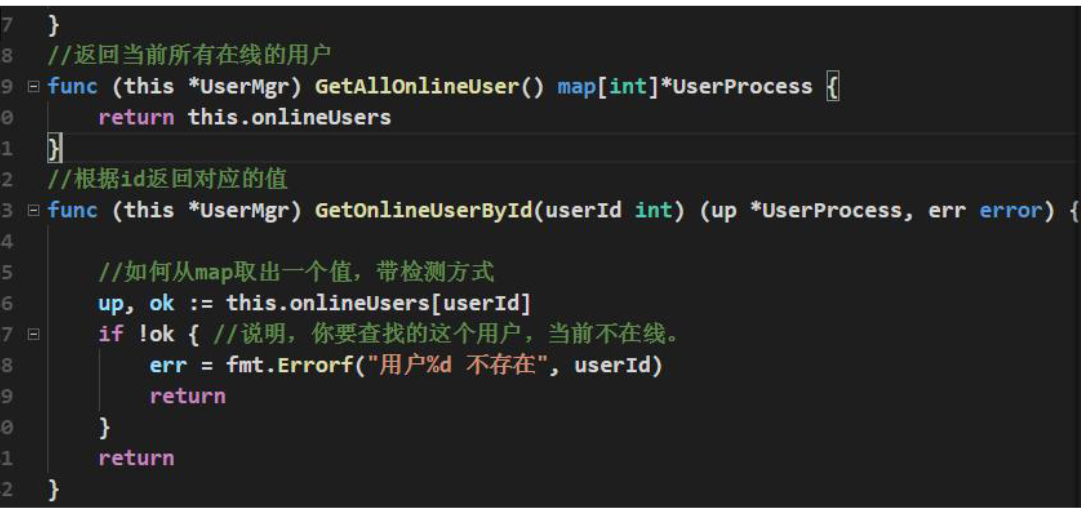 7 }
8 //返回当前所有在线的用户
9 func (this *UserMgr) GetAllOnlineUser() map[int]*UserProcess {
0 return this.onlineUsers
1 }
2 //根据id返回对应的值
3 func (this *UserMgr) GetOnlineUserById(userId int) (up *UserProcess, err error) {
4
5 //如何从map取出一个值，带检测方式
6 up, ok := this.onlineUsers[userId]
7 if !ok { //说明，你要查找的这个用户，当前不在线。
8 err = fmt.Errorf("用户%d 不存在", userId)
9 return
0 }
1 return
2 }